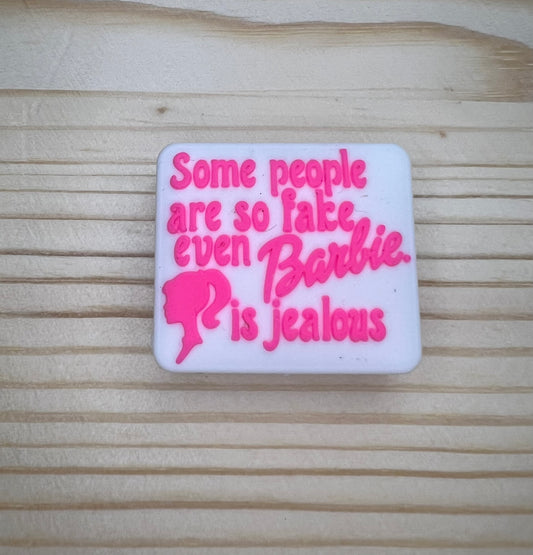 Some people
are so fake
even Barbie.
is jealous